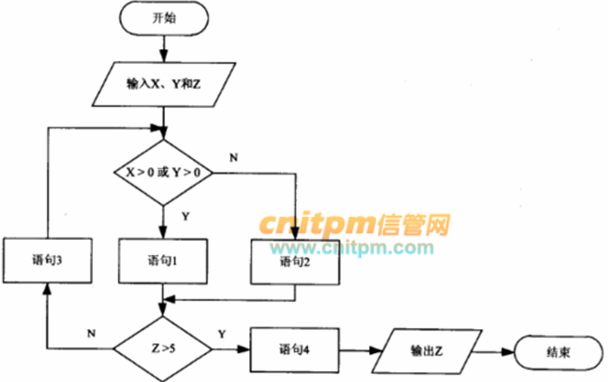 开始
输入X、Y和Z
X > 0 或 Y > 0
N
Y
cnitpm信管网
www.cnitpm.com
语句3
语句1
语句2
N
Z >5
Y
语句4
输出Z
结束